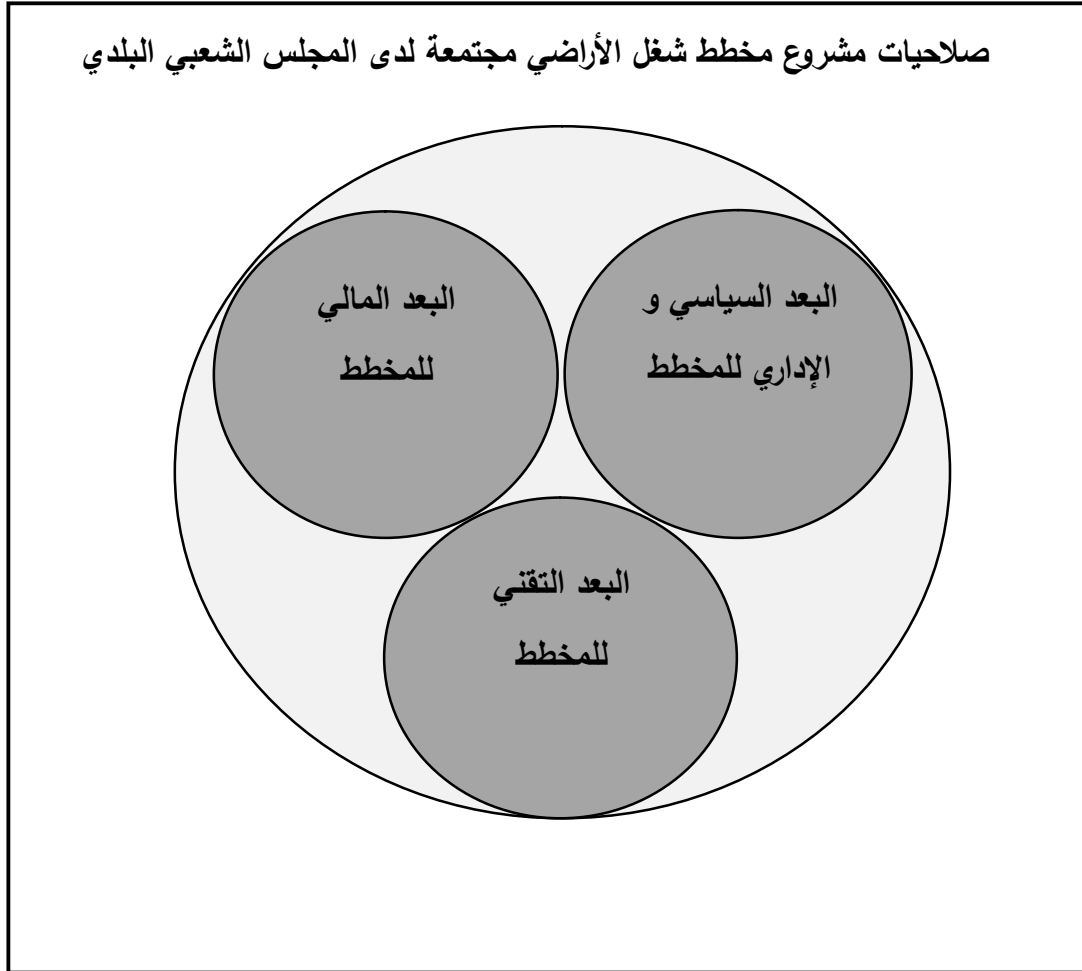 صلاحيات مشروع مخطط شغل الأراضي مجتمعة لدى المجلس الشعبي البلدي
البعد السياسي و
الإداري للمخطط
البعد المالي
للمخطط
البعد التقني
للمخطط